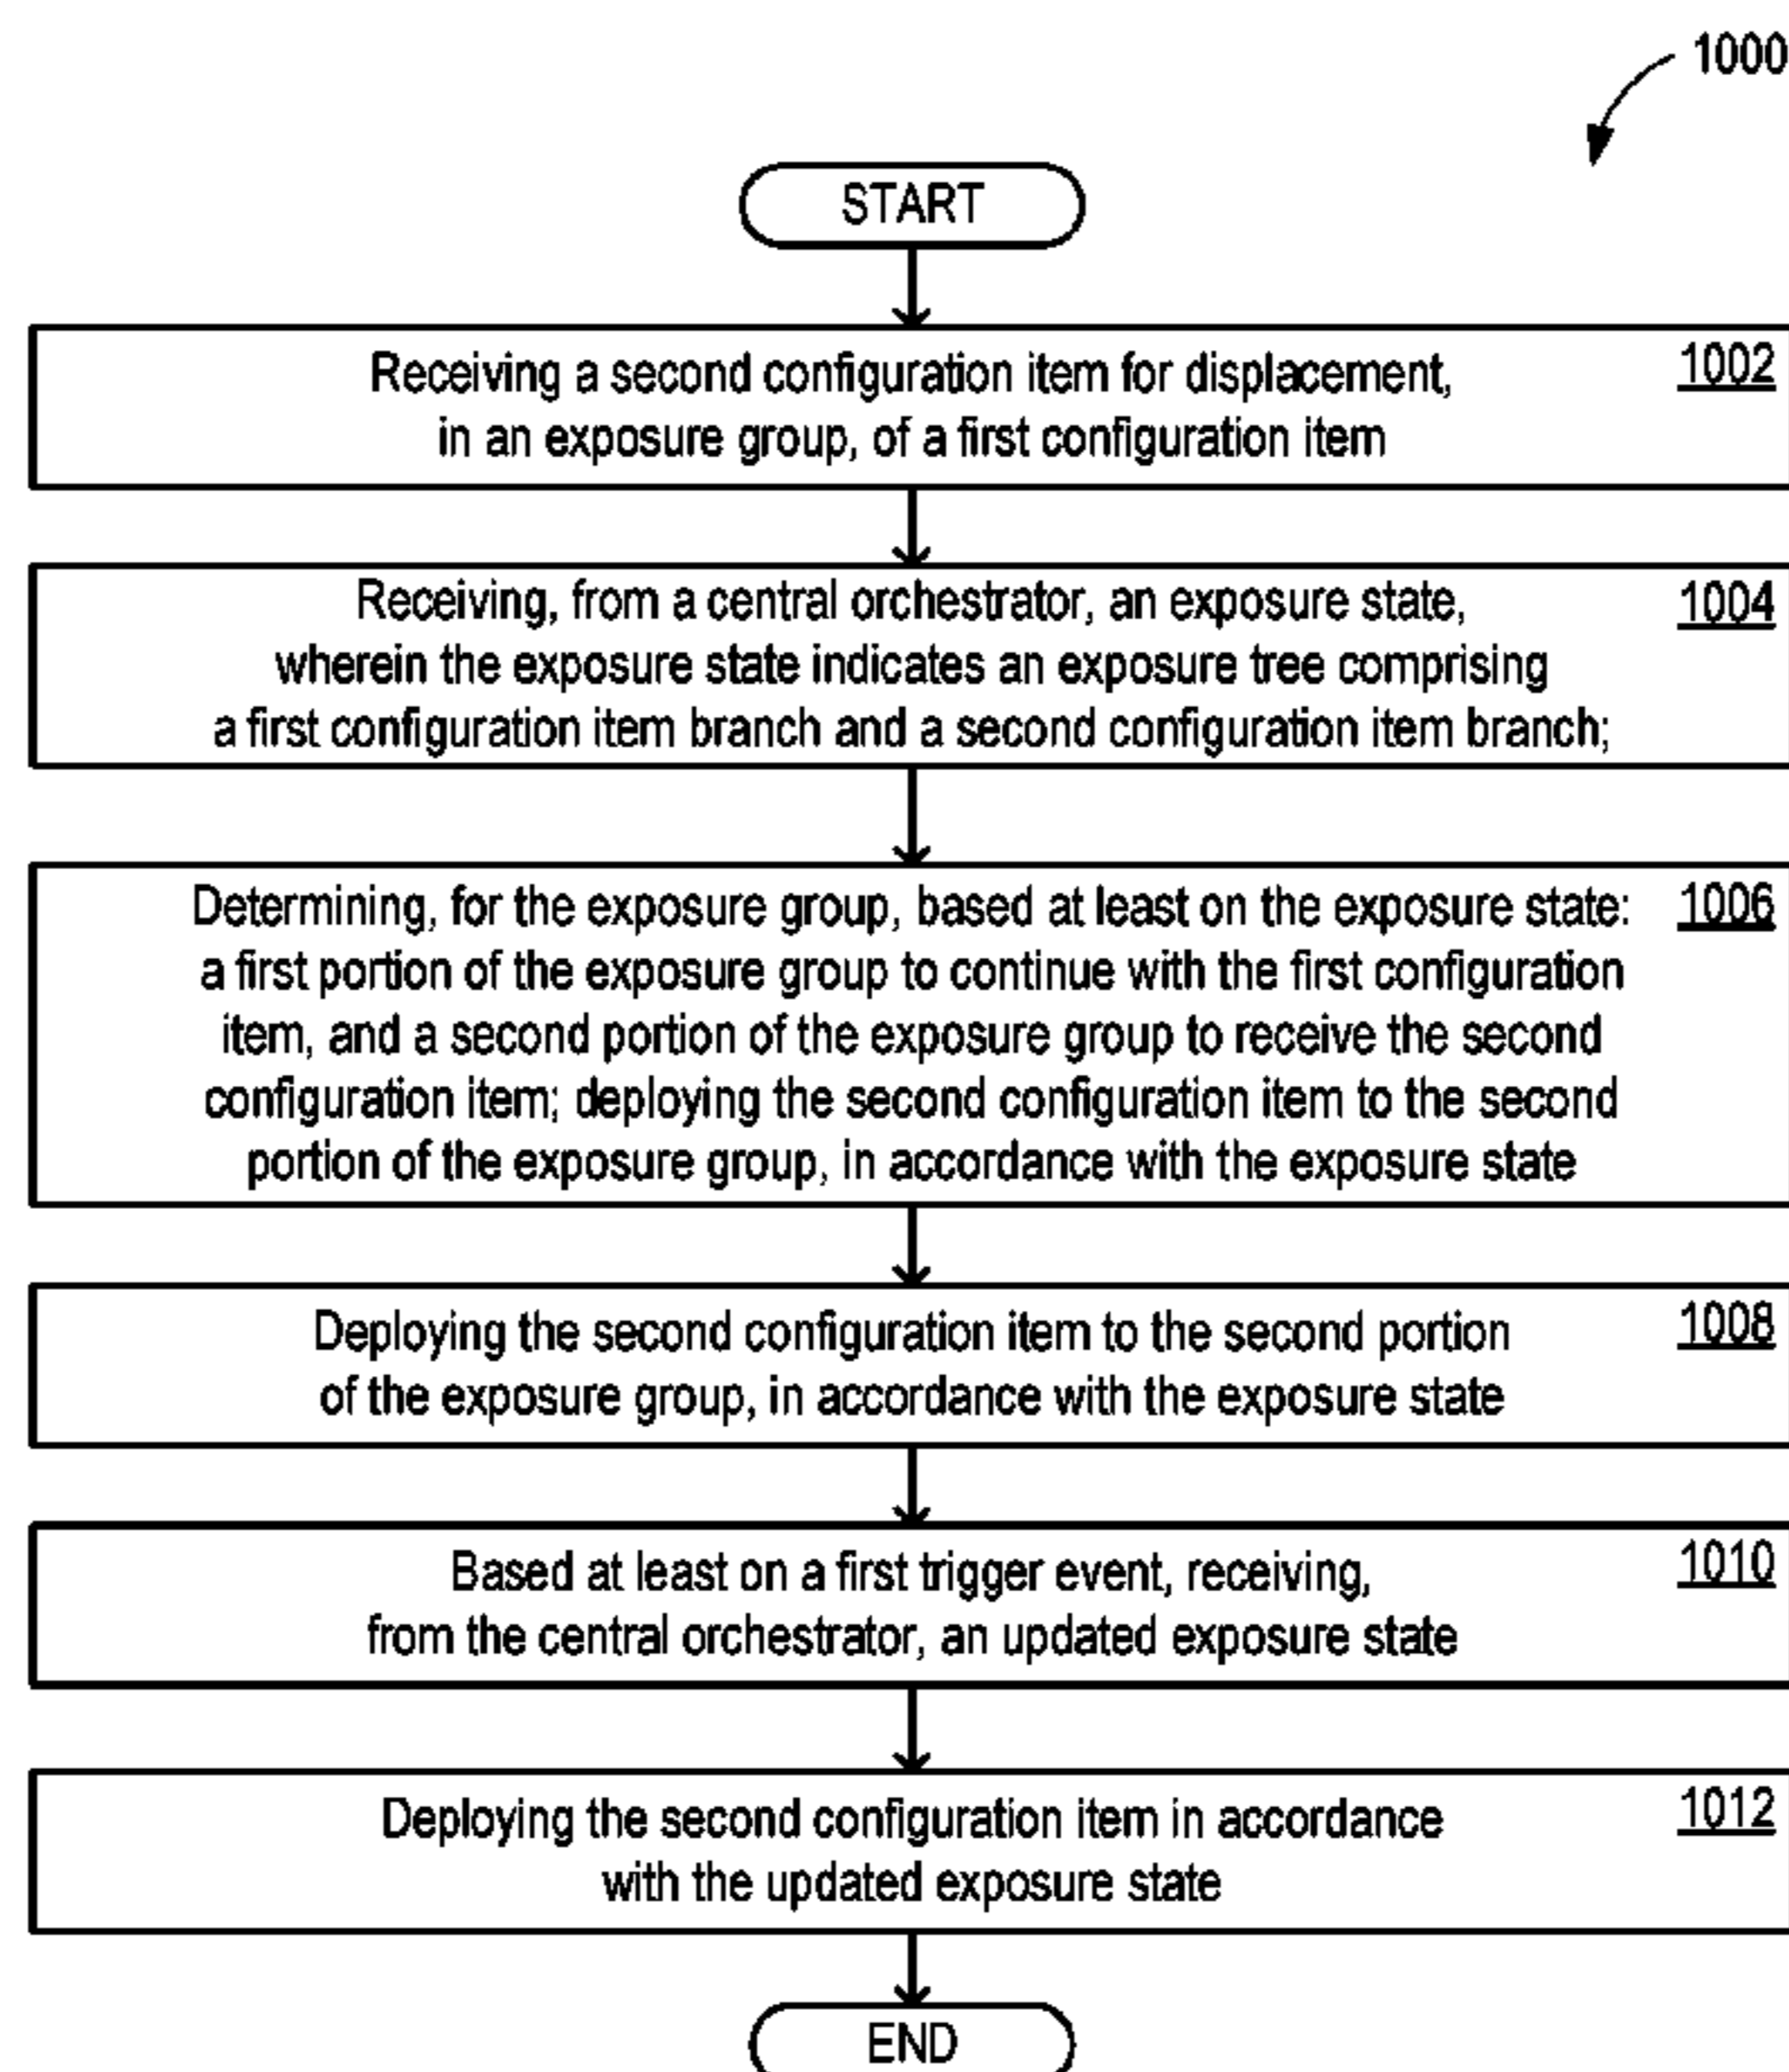 1000
START
Receiving a second configuration item for displacement,
in an exposure group, of a first configuration item
1002
Receiving, from a central orchestrator, an exposure state,
wherein the exposure state indicates an exposure tree comprising
a first configuration item branch and a second configuration item branch;
1004
Determining, for the exposure group, based at least on the exposure state:
a first portion of the exposure group to continue with the first configuration
item, and a second portion of the exposure group to receive the second
configuration item; deploying the second configuration item to the second
portion of the exposure group, in accordance with the exposure state
1006
Deploying the second configuration item to the second portion
of the exposure group, in accordance with the exposure state
1008
Based at least on a first trigger event, receiving,
from the central orchestrator, an updated exposure state
1010
Deploying the second configuration item in accordance
with the updated exposure state
1012
END